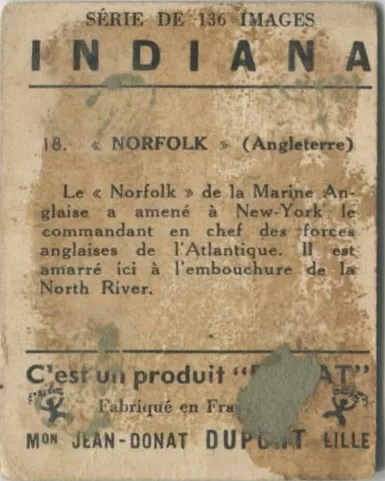 SÉRIE DE 136 IMAGES
INDIANA
18. « NORFOLK » (Angleterre)
Le « Norfolk » de la Marine An-
glaise a amené à New-York le
commandant en chef des forces
anglaises de l'Atlantique. Il est
amarré ici à l'embouchure de la
North River.
C'est un produit "
Fabriqué en
MON JEAN-DONAT DUPONT LILLE